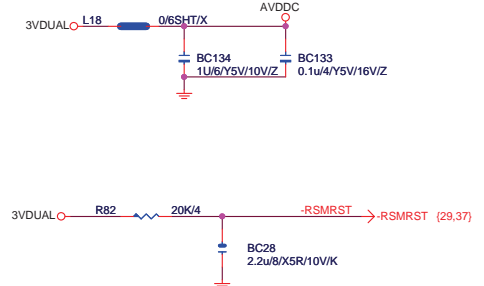 AVDDC
3VDUAL L18 0/6SHT/X
BC134 BC133
1U/6/Y5V/10V/Z 0.1u/4/Y5V/16V/Z
3VDUAL R82 20K/4 -RSMRST -RSMRST {29,37}
BC28
2.2u/8/X5R/10V/K